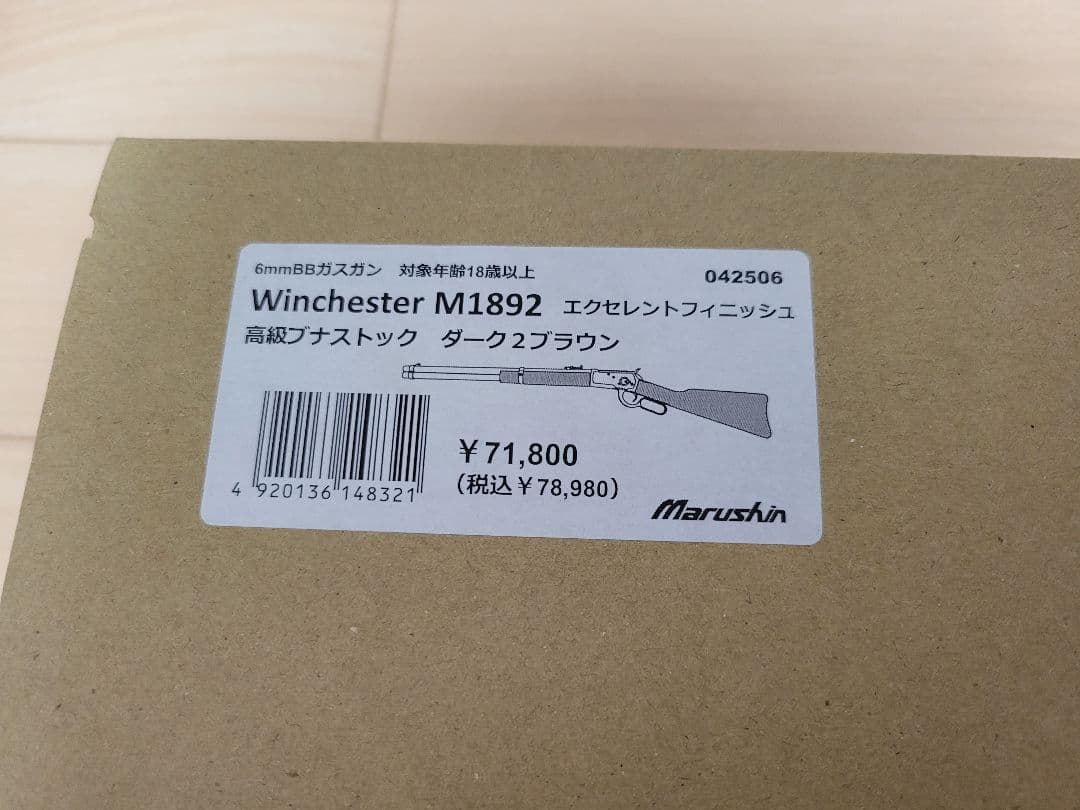 6mmBBガスガン　対象年齢18歳以上　042506
Winchester M1892　エクセレントフィニッシュ
高級ブナストック　ダーク２ブラウン
￥71,800
（税込￥78,980）
4 920136 148321
Marushin